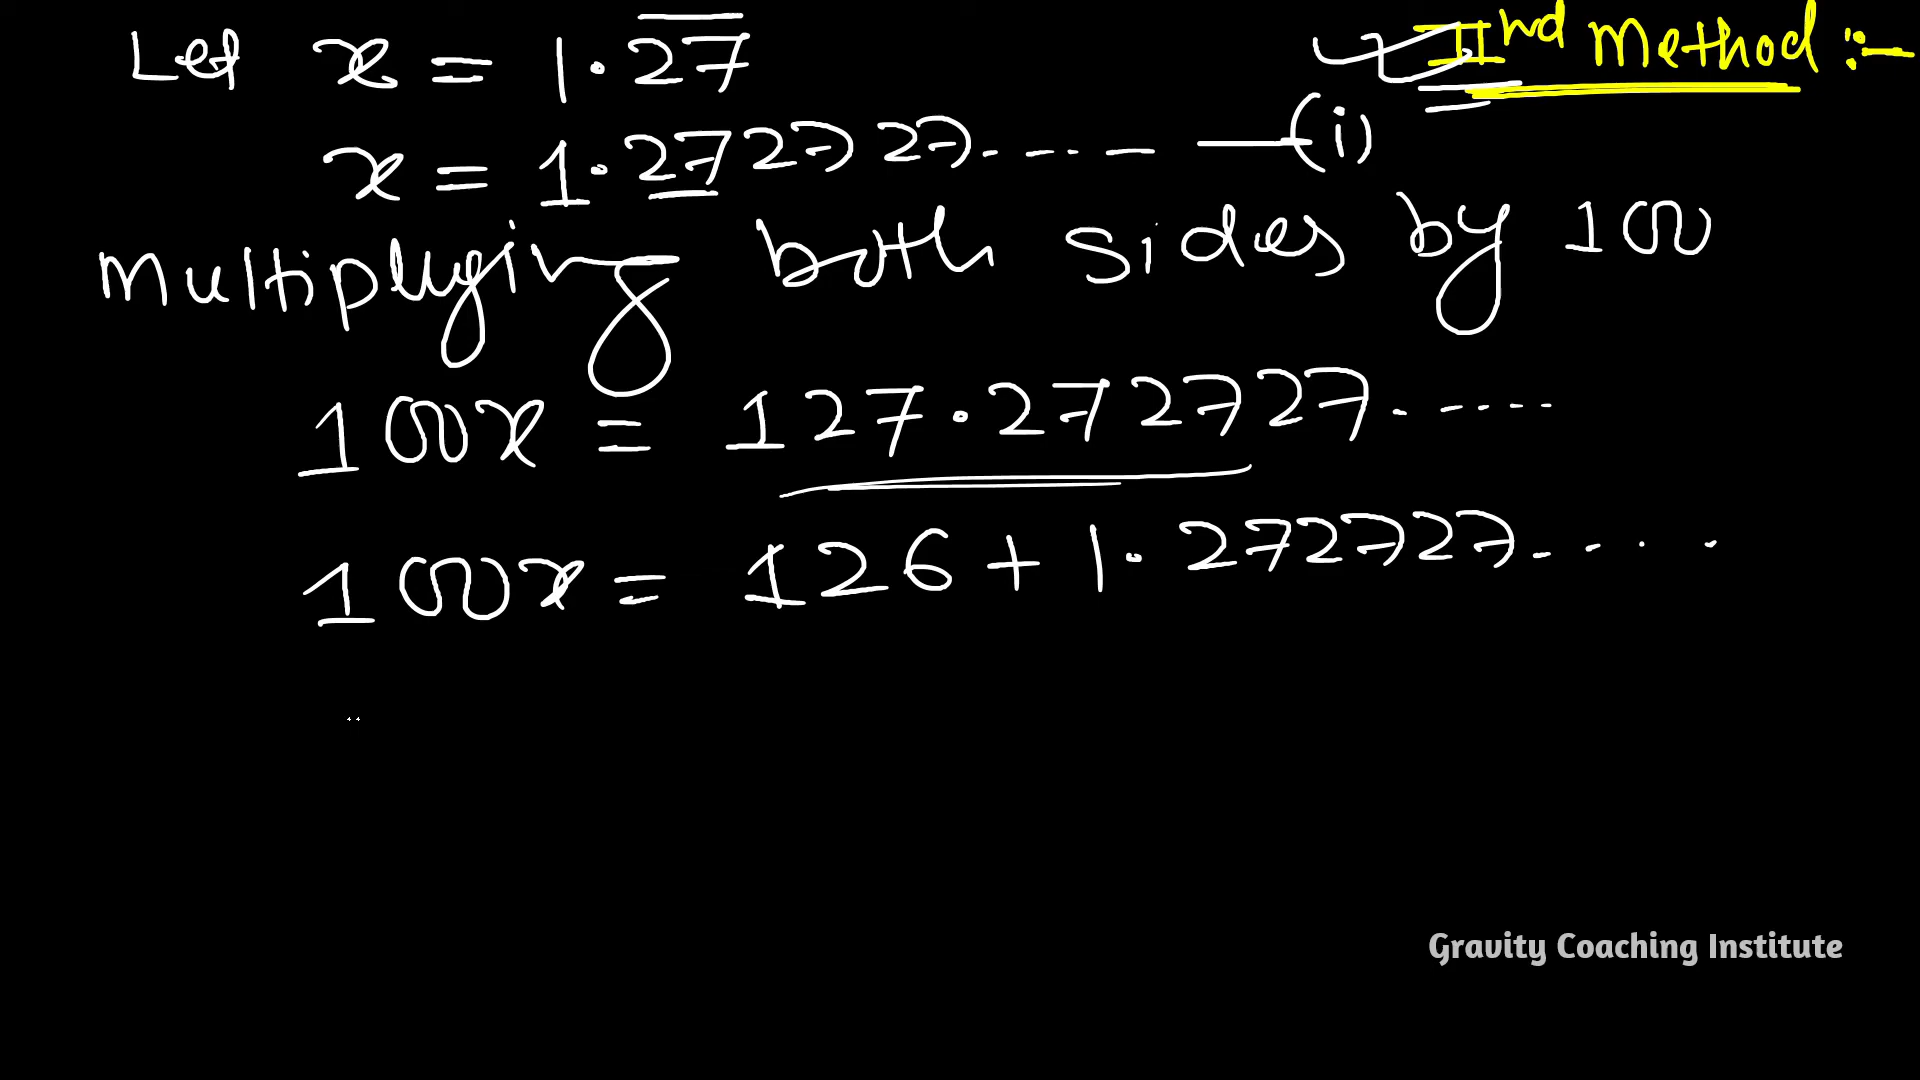 Let x = 1.2̅7̅
IInd Method :-
x = 1.272727..... —(i)
Multiplying both sides by 100
100x = 127.272727......
100x = 126 + 1.272727.....
Gravity Coaching Institute